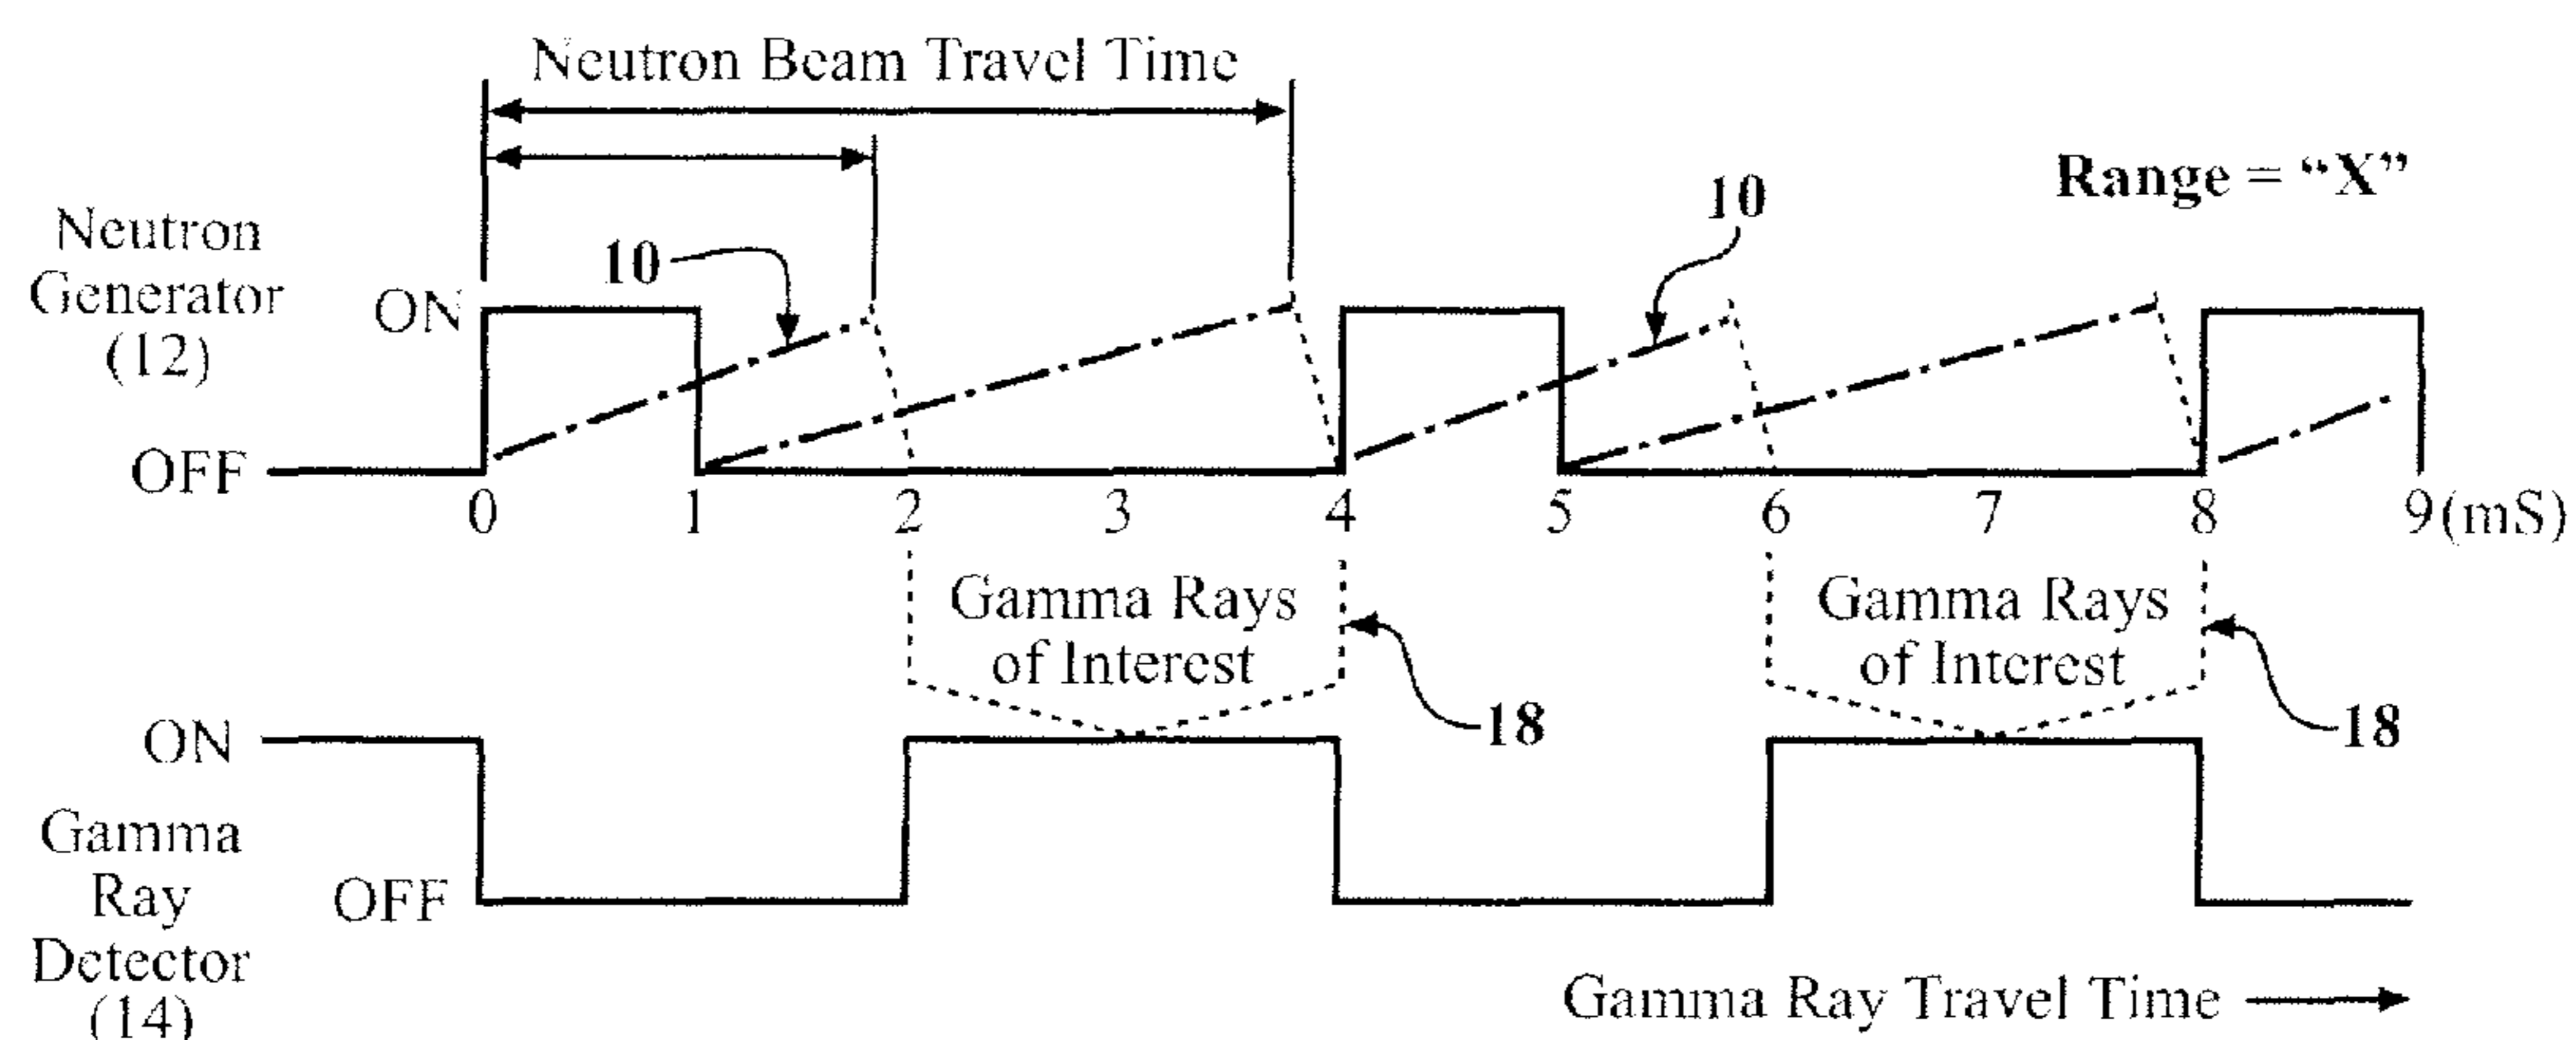 Neutron Beam Travel Time
Range = “X”
10
10
Neutron
Generator
(12)
ON
OFF
0 1 2 3 4 5 6 7 8 9(mS)
Gamma Rays
of Interest
Gamma Rays
of Interest
18
18
ON
Gamma
Ray
Detector
(14)
OFF
Gamma Ray Travel Time